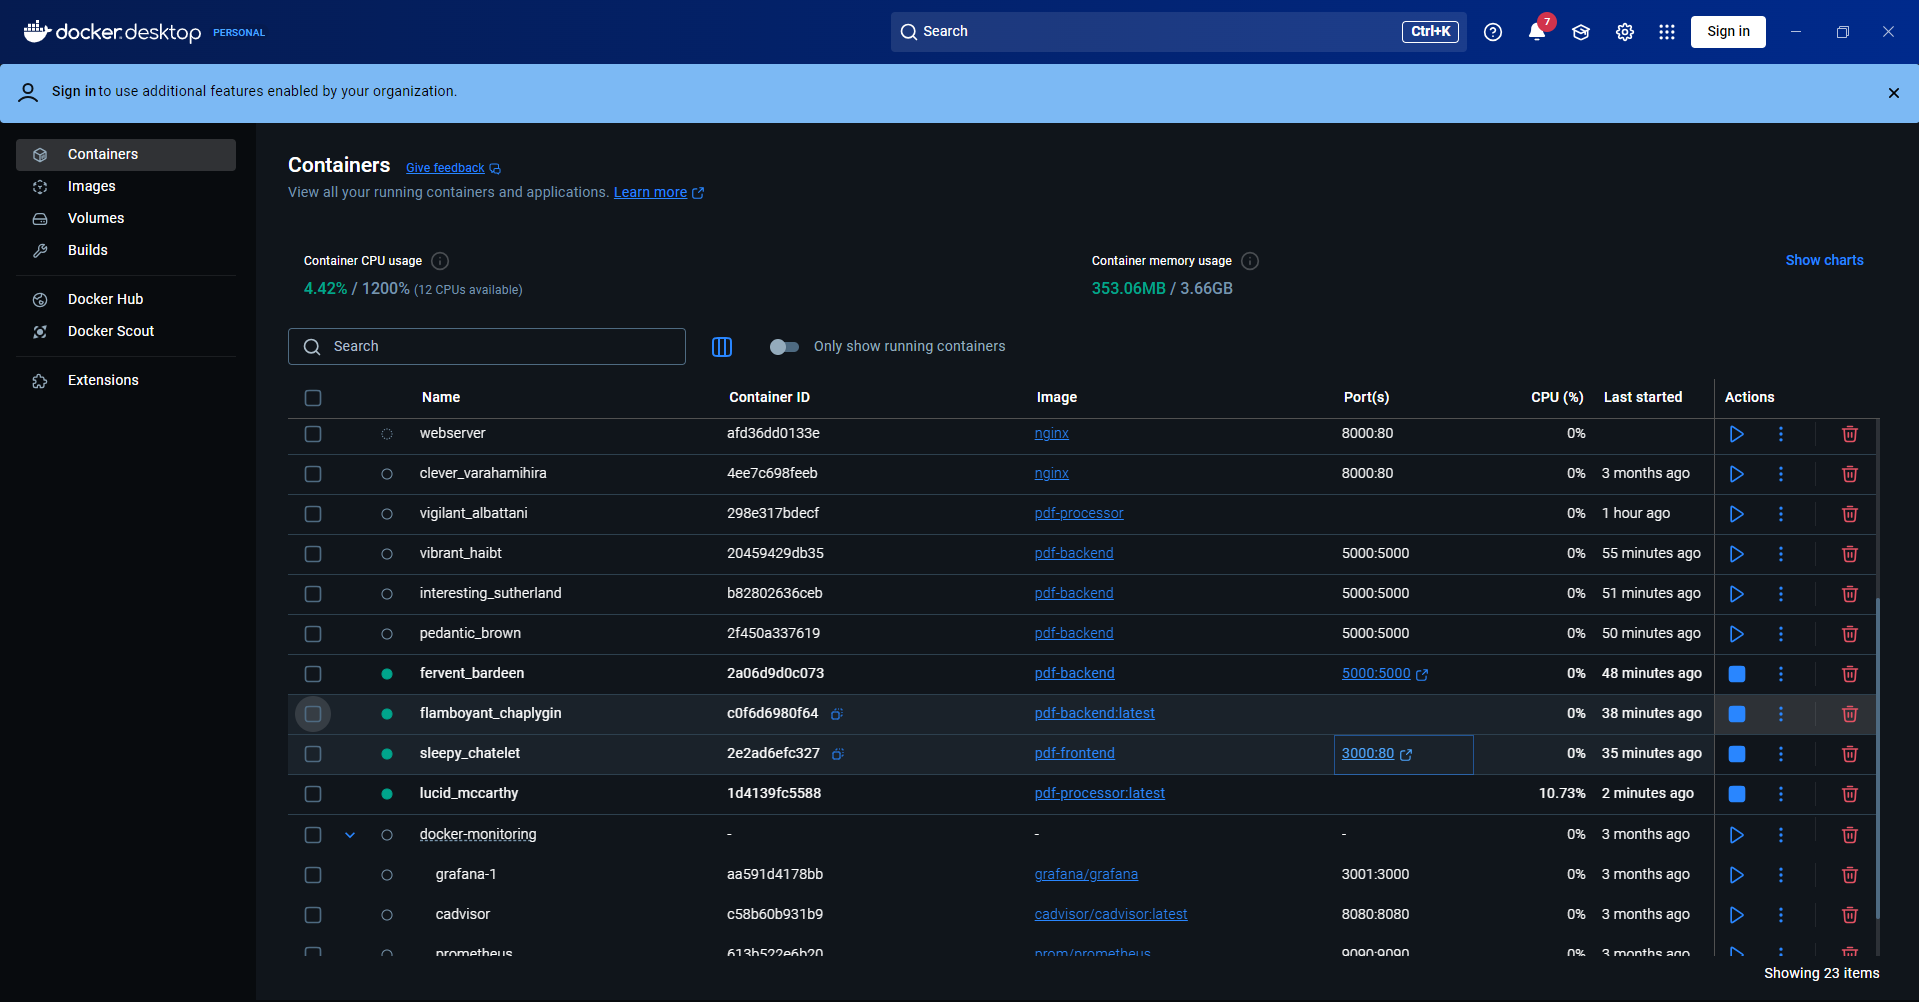 docker.desktop PERSONAL
Search Ctrl+K
7
Sign in
Sign in to use additional features enabled by your organization.
Containers
Images
Volumes
Builds
Docker Hub
Docker Scout
Extensions
Containers Give feedback
View all your running containers and applications. Learn more
Container CPU usage
4.42% / 1200% (12 CPUs available)
Container memory usage
353.06MB / 3.66GB
Show charts
Search
Only show running containers
Name Container ID Image Port(s) CPU (%) Last started Actions
webserver afd36dd0133e nginx 8000:80 0%
clever_varahamihira 4ee7c698feeb nginx 8000:80 0% 3 months ago
vigilant_albattani 298e317bdecf pdf-processor 0% 1 hour ago
vibrant_haibt 20459429db35 pdf-backend 5000:5000 0% 55 minutes ago
interesting_sutherland b82802636ceb pdf-backend 5000:5000 0% 51 minutes ago
pedantic_brown 2f450a337619 pdf-backend 5000:5000 0% 50 minutes ago
fervent_bardeen 2a06d9d0c073 pdf-backend 5000:5000 0% 48 minutes ago
flamboyant_chaplygin c0f6d6980f64 pdf-backend:latest 0% 38 minutes ago
sleepy_chatelet 2e2ad6efc327 pdf-frontend 3000:80 0% 35 minutes ago
lucid_mccarthy 1d4139fc5588 pdf-processor:latest 10.73% 2 minutes ago
docker-monitoring - - - 0% 3 months ago
grafana-1 aa591d4178bb grafana/grafana 3001:3000 0% 3 months ago
cadvisor c58b60b931b9 cadvisor/cadvisor:latest 8080:8080 0% 3 months ago
prometheus 613b522e6b20 prom/prometheus 9090:9090 0% 3 months ago
Showing 23 items